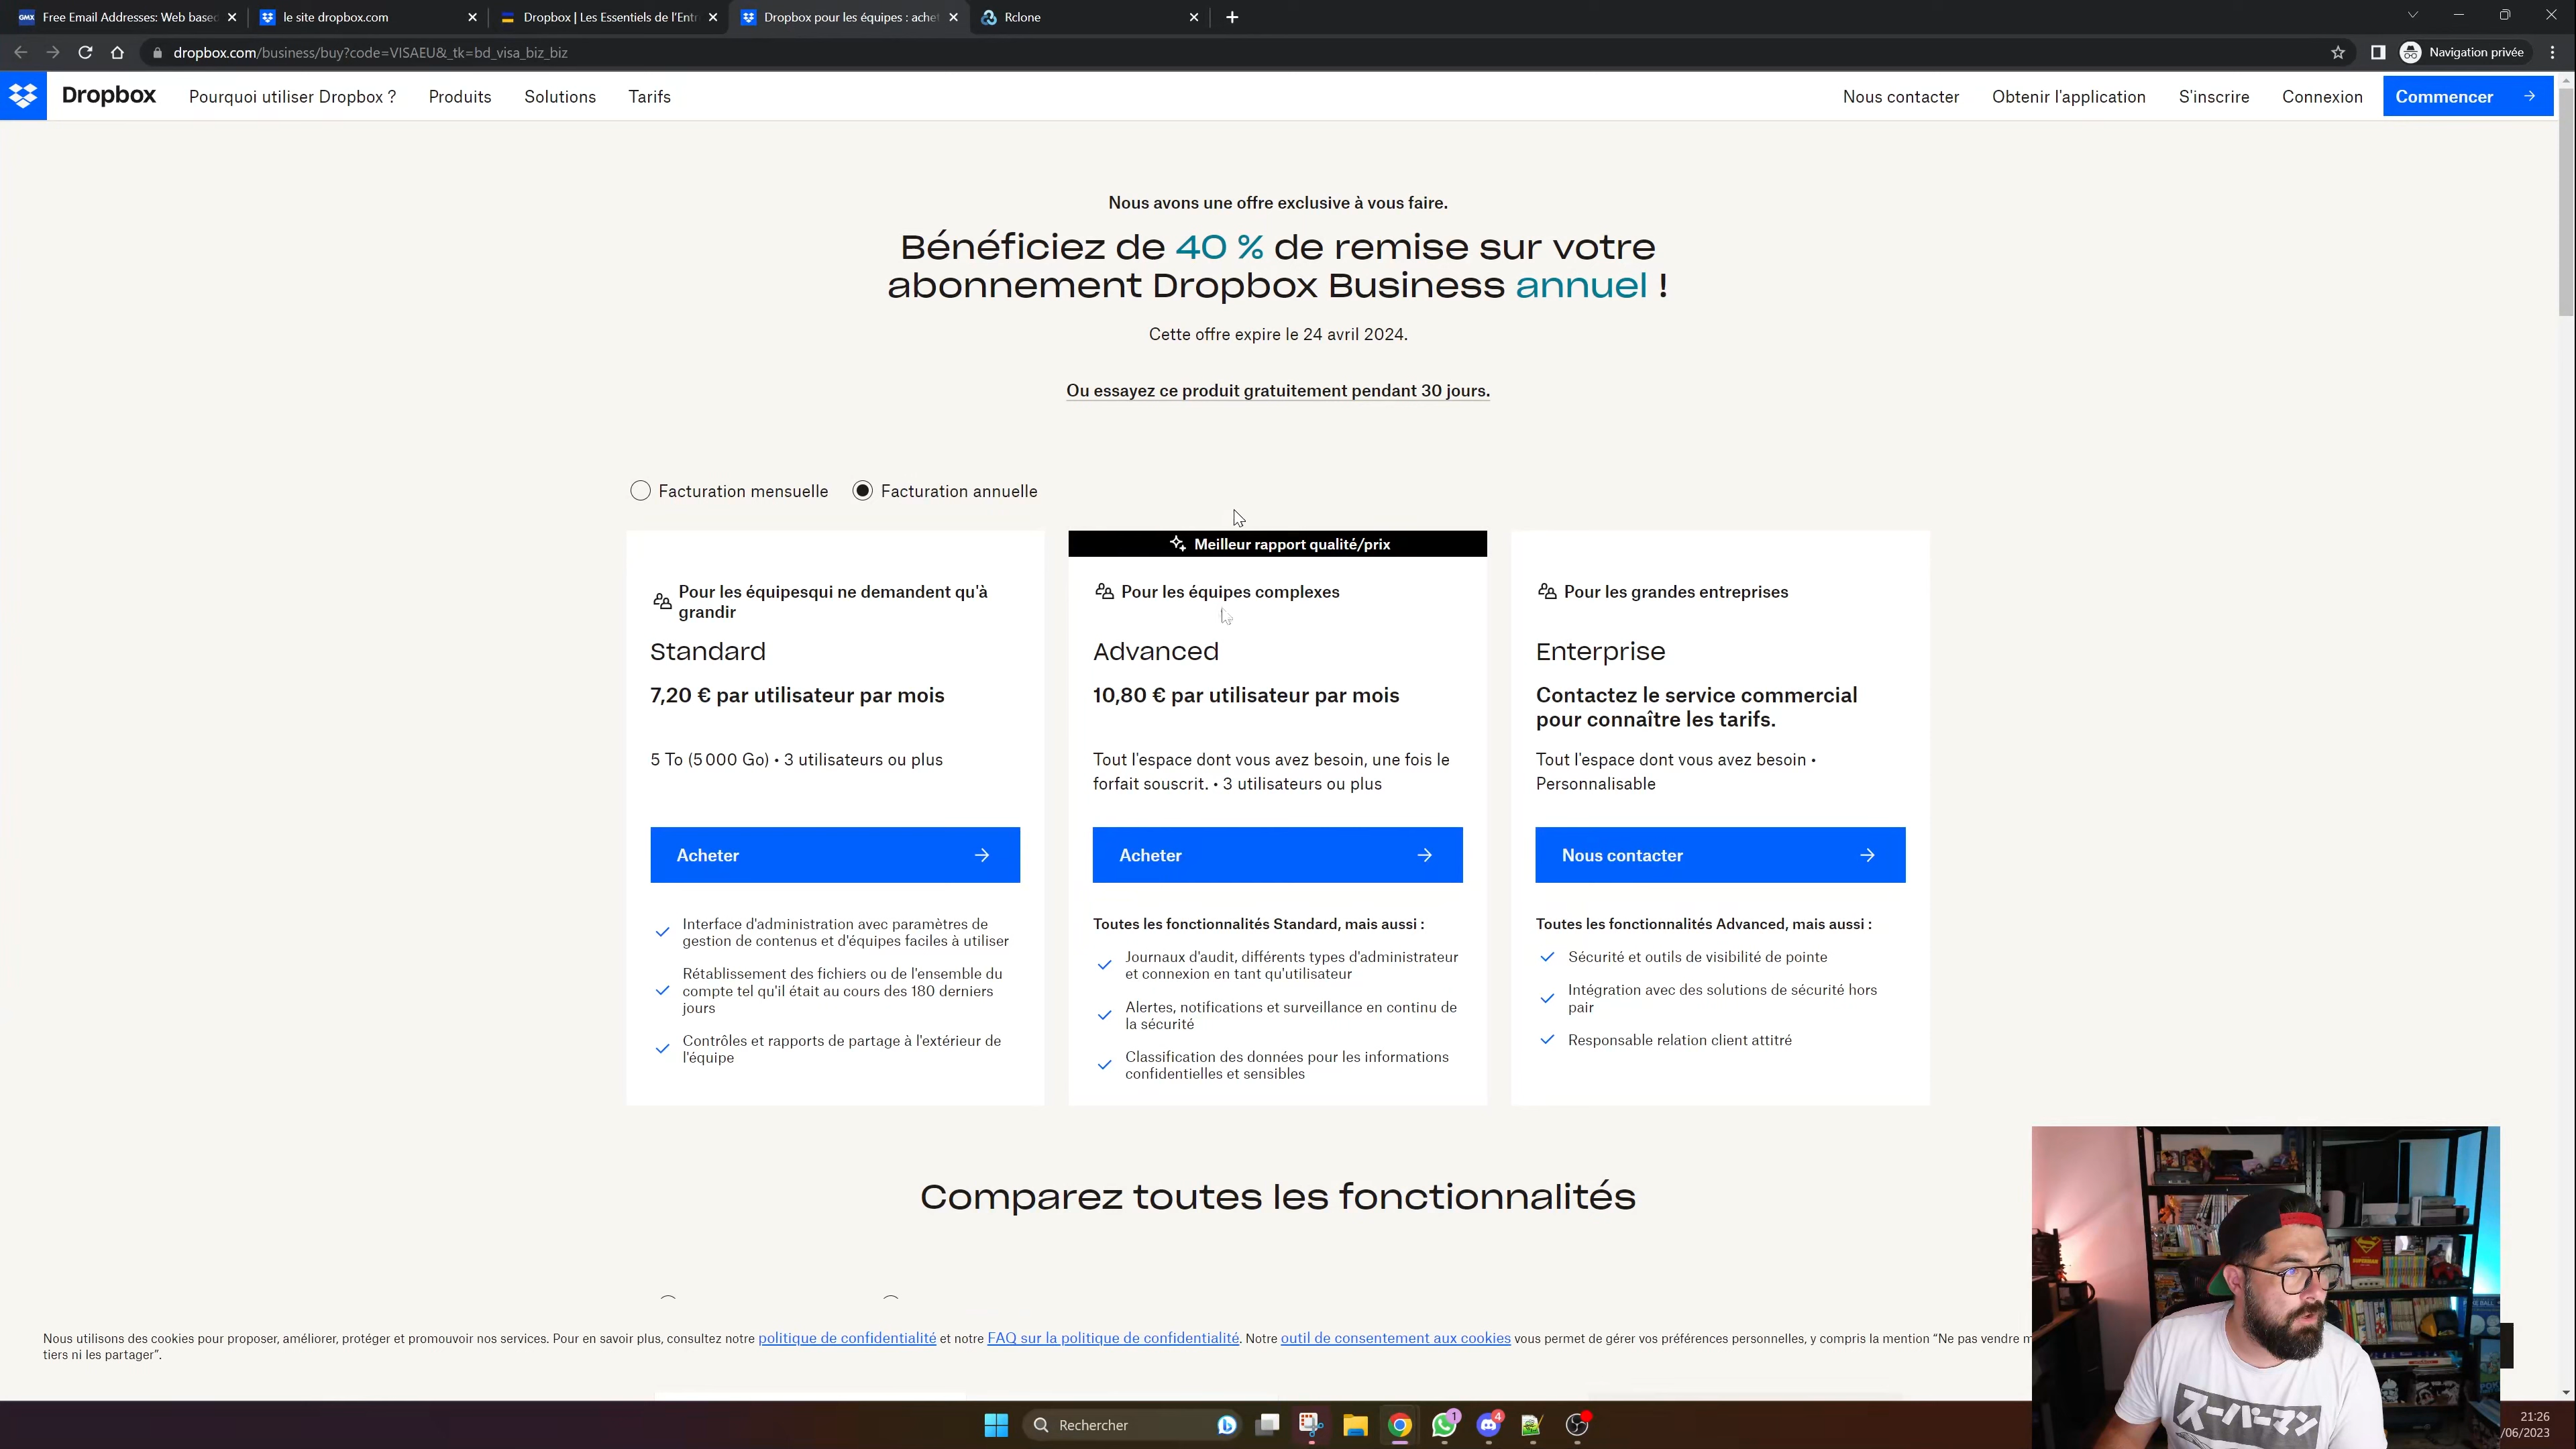 GMX Free Email Addresses: Web based
le site dropbox.com
Dropbox | Les Essentiels de l'Entr
Dropbox pour les équipes : ache
Rclone
dropbox.com/business/buy?code=VISAEU&_tk=bd_visa_biz_biz
Navigation privée
Dropbox
Pourquoi utiliser Dropbox ?
Produits
Solutions
Tarifs
Nous contacter
Obtenir l'application
S'inscrire
Connexion
Commencer
Nous avons une offre exclusive à vous faire.
Bénéficiez de 40 % de remise sur votre
abonnement Dropbox Business annuel !
Cette offre expire le 24 avril 2024.
Ou essayez ce produit gratuitement pendant 30 jours.
Facturation mensuelle
Facturation annuelle
Pour les équipesqui ne demandent qu'à
grandir
Standard
7,20 € par utilisateur par mois
5 To (5 000 Go) • 3 utilisateurs ou plus
Acheter
Interface d'administration avec paramètres de
gestion de contenus et d'équipes faciles à utiliser
Rétablissement des fichiers ou de l'ensemble du
compte tel qu'il était au cours des 180 derniers
jours
Contrôles et rapports de partage à l'extérieur de
l'équipe
Meilleur rapport qualité/prix
Pour les équipes complexes
Advanced
10,80 € par utilisateur par mois
Tout l'espace dont vous avez besoin, une fois le
forfait souscrit. • 3 utilisateurs ou plus
Acheter
Toutes les fonctionnalités Standard, mais aussi :
Journaux d'audit, différents types d'administrateur
et connexion en tant qu'utilisateur
Alertes, notifications et surveillance en continu de
la sécurité
Classification des données pour les informations
confidentielles et sensibles
Pour les grandes entreprises
Enterprise
Contactez le service commercial
pour connaître les tarifs.
Tout l'espace dont vous avez besoin •
Personnalisable
Nous contacter
Toutes les fonctionnalités Advanced, mais aussi :
Sécurité et outils de visibilité de pointe
Intégration avec des solutions de sécurité hors
pair
Responsable relation client attitré
Comparez toutes les fonctionnalités
Nous utilisons des cookies pour proposer, améliorer, protéger et promouvoir nos services. Pour en savoir plus, consultez notre politique de confidentialité et notre FAQ sur la politique de confidentialité. Notre outil de consentement aux cookies vous permet de gérer vos préférences personnelles, y compris la mention “Ne pas vendre m
tiers ni les partager”.
スーパーマン
Rechercher
1
4
21:26
/06/2023